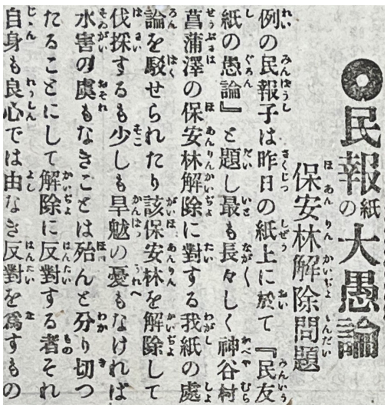 ◎民報紙の大愚論
保安林解除問題
例の民報子は昨日の紙上に於て『民友
紙の愚論』と題し最も長々しく神谷村
菖蒲澤の保安林解除に對する我紙の處
論を駁せられたり該保安林を解除して
伐採するも少しも旱魃の憂もなければ
水害の虞もなきことは殆んと分り切つ
たることにして解除に反對する者それ
自身も良心では由なき反對を爲すもの